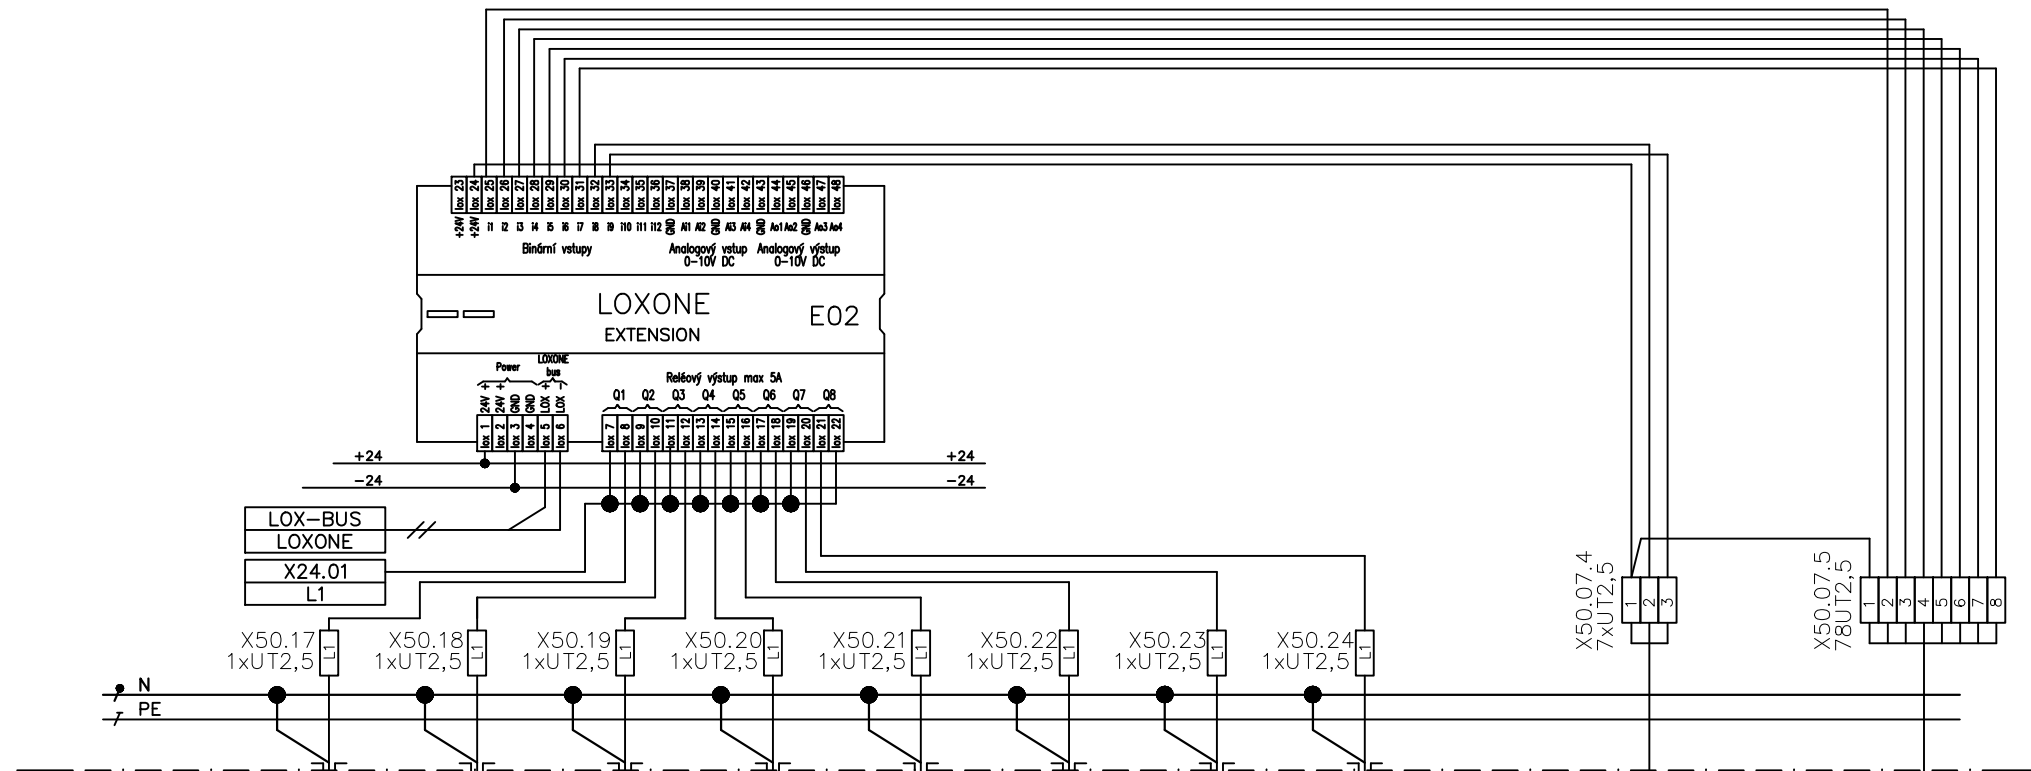 lox 23 lox 24 lox 25 lox 26 lox 27 lox 28 lox 29 lox 30 lox 31 lox 32 lox 33 lox 34 lox 35 lox 36 lox 37 lox 38 lox 39 lox 40 lox 41 lox 42 lox 43 lox 44 lox 45 lox 46 lox 47 lox 48
+24V +24V i1 i2 i3 i4 i5 i6 i7 i8 i9 i10 i11 i12 GND Ai1 Ai2 GND Ai3 Ai4 GND Ao1 Ao2 GND Ao3 Ao4
Binární vstupy
Analogový vstup
0-10V DC
Analogový výstup
0-10V DC
LOXONE
EXTENSION
E02
Power
LOXONE
bus
24V + 24V + GND GND LOX + LOX -
Reléový výstup max 5A
Q1 Q2 Q3 Q4 Q5 Q6 Q7 Q8
lox 1 lox 2 lox 3 lox 4 lox 5 lox 6
lox 7 lox 8 lox 9 lox 10 lox 11 lox 12 lox 13 lox 14 lox 15 lox 16 lox 17 lox 18 lox 19 lox 20 lox 21 lox 22
+24 +24
-24 -24
LOX-BUS
LOXONE
X24.01
L1
X50.17
1xUT2,5
L1
X50.18
1xUT2,5
L1
X50.19
1xUT2,5
L1
X50.20
1xUT2,5
L1
X50.21
1xUT2,5
L1
X50.22
1xUT2,5
L1
X50.23
1xUT2,5
L1
X50.24
1xUT2,5
L1
X50.07.4
7xUT2,5
1 2 3
X50.07.5
78UT2,5
1 2 3 4 5 6 7 8
N
PE